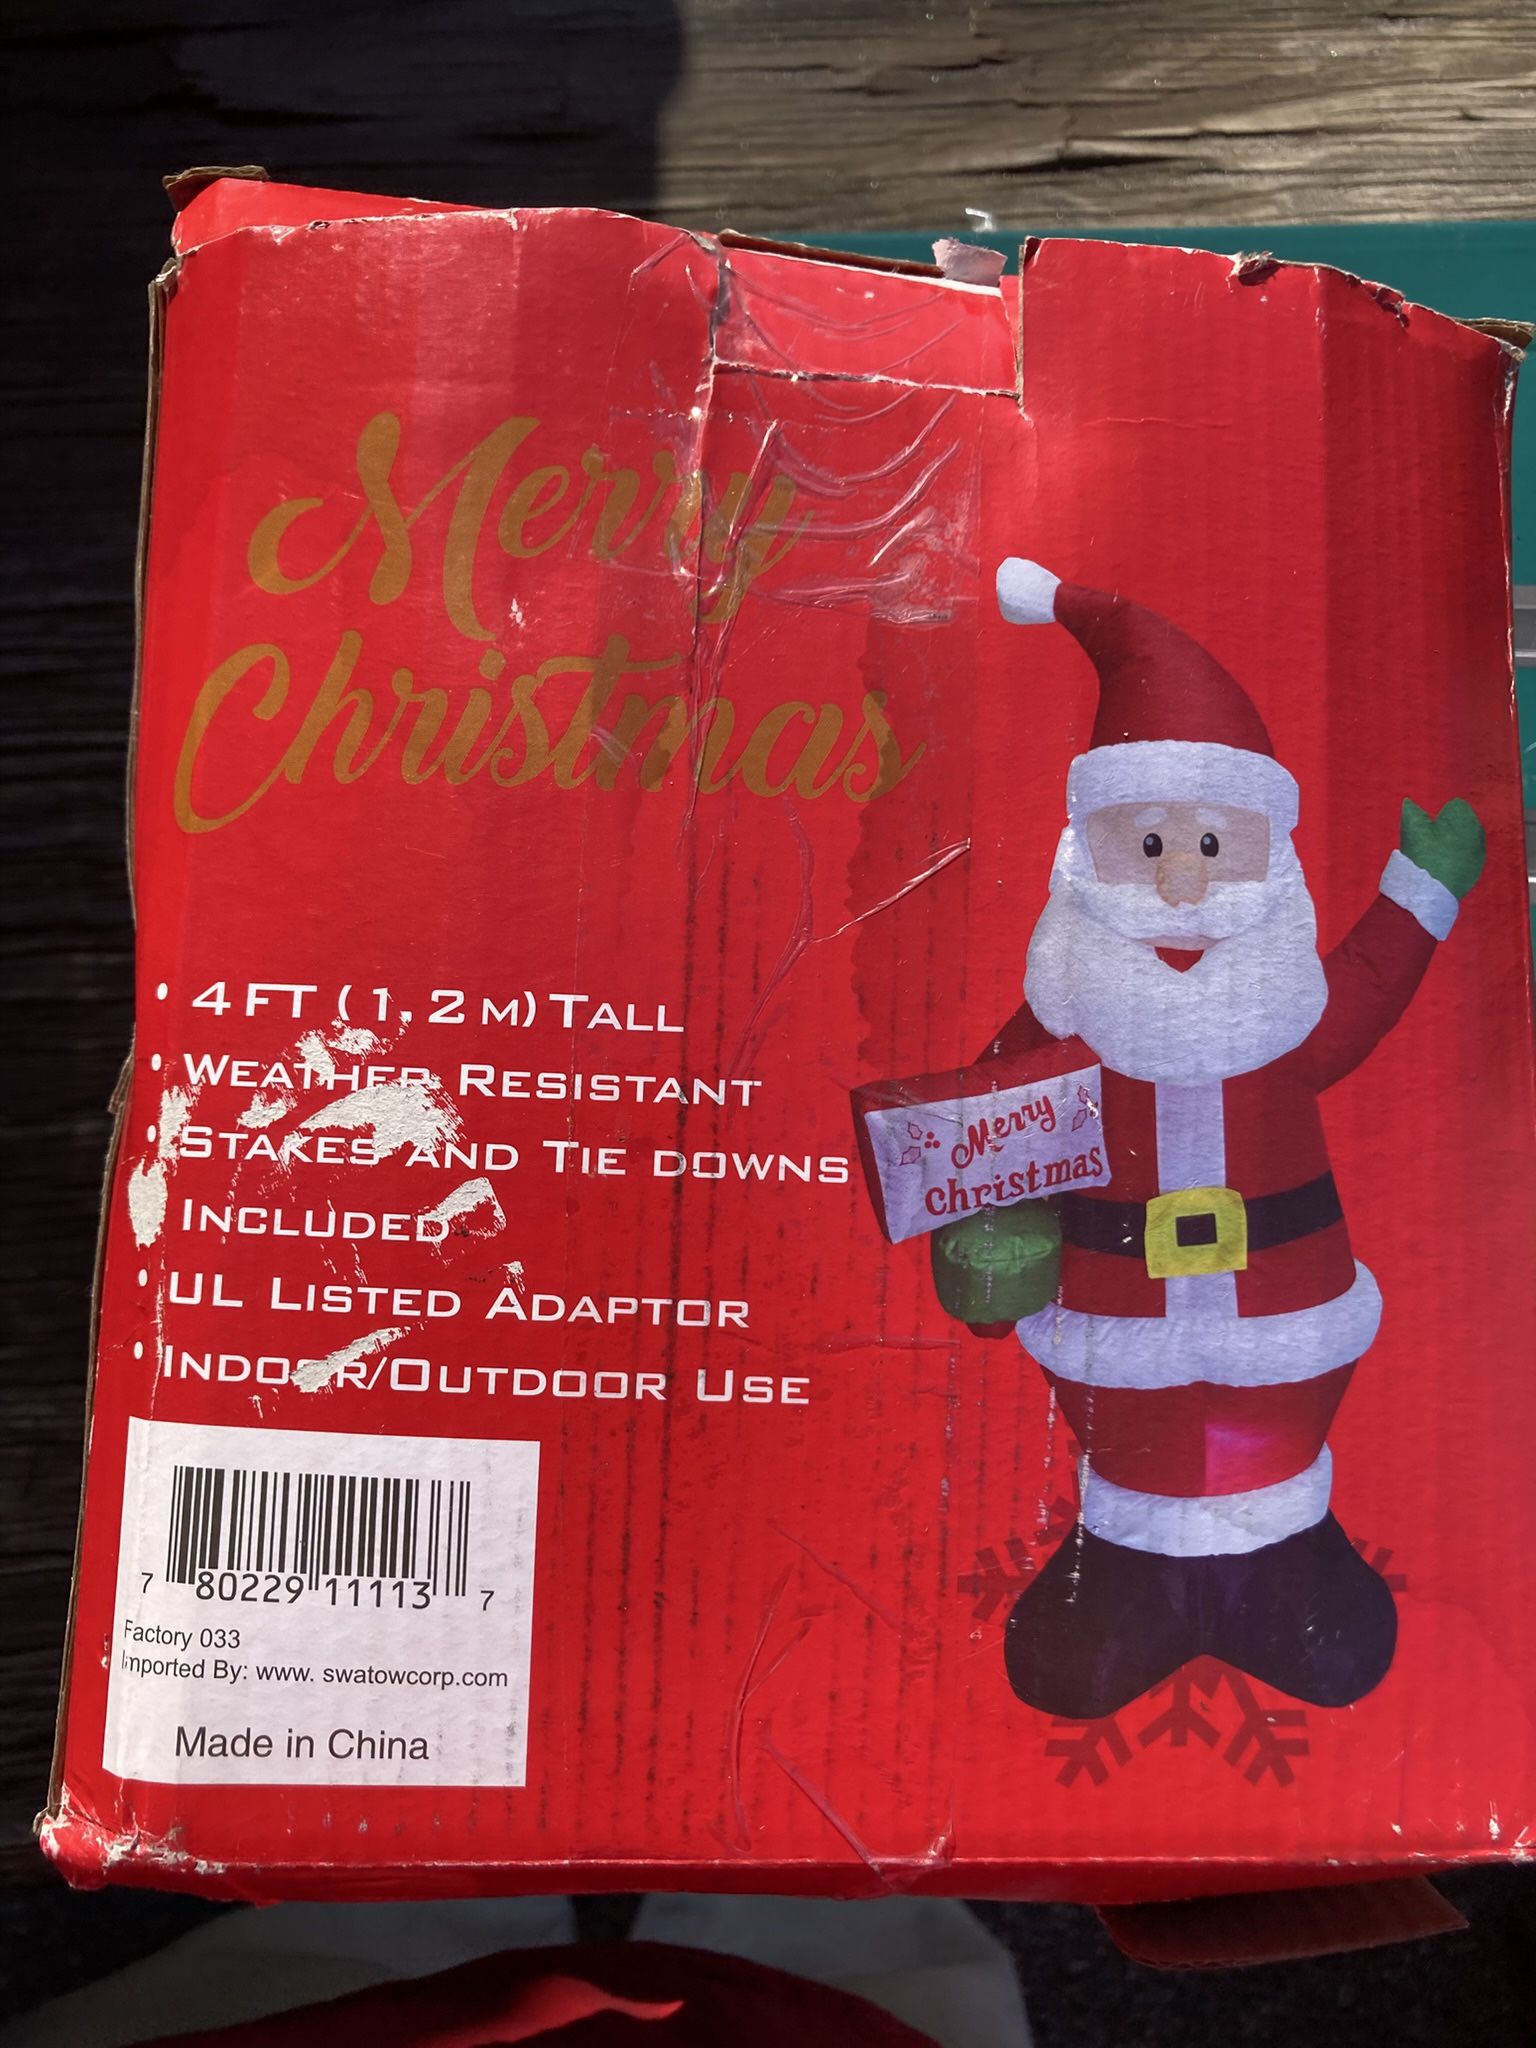 Merry
Christmas
• 4 FT (1.2 M) TALL
• WEATHER RESISTANT
• STAKES AND TIE DOWNS
INCLUDED
• UL LISTED ADAPTOR
• INDOOR/OUTDOOR USE
Merry
Christmas
7 80229 11113 7
Factory 033
Imported By: www. swatowcorp.com
Made in China